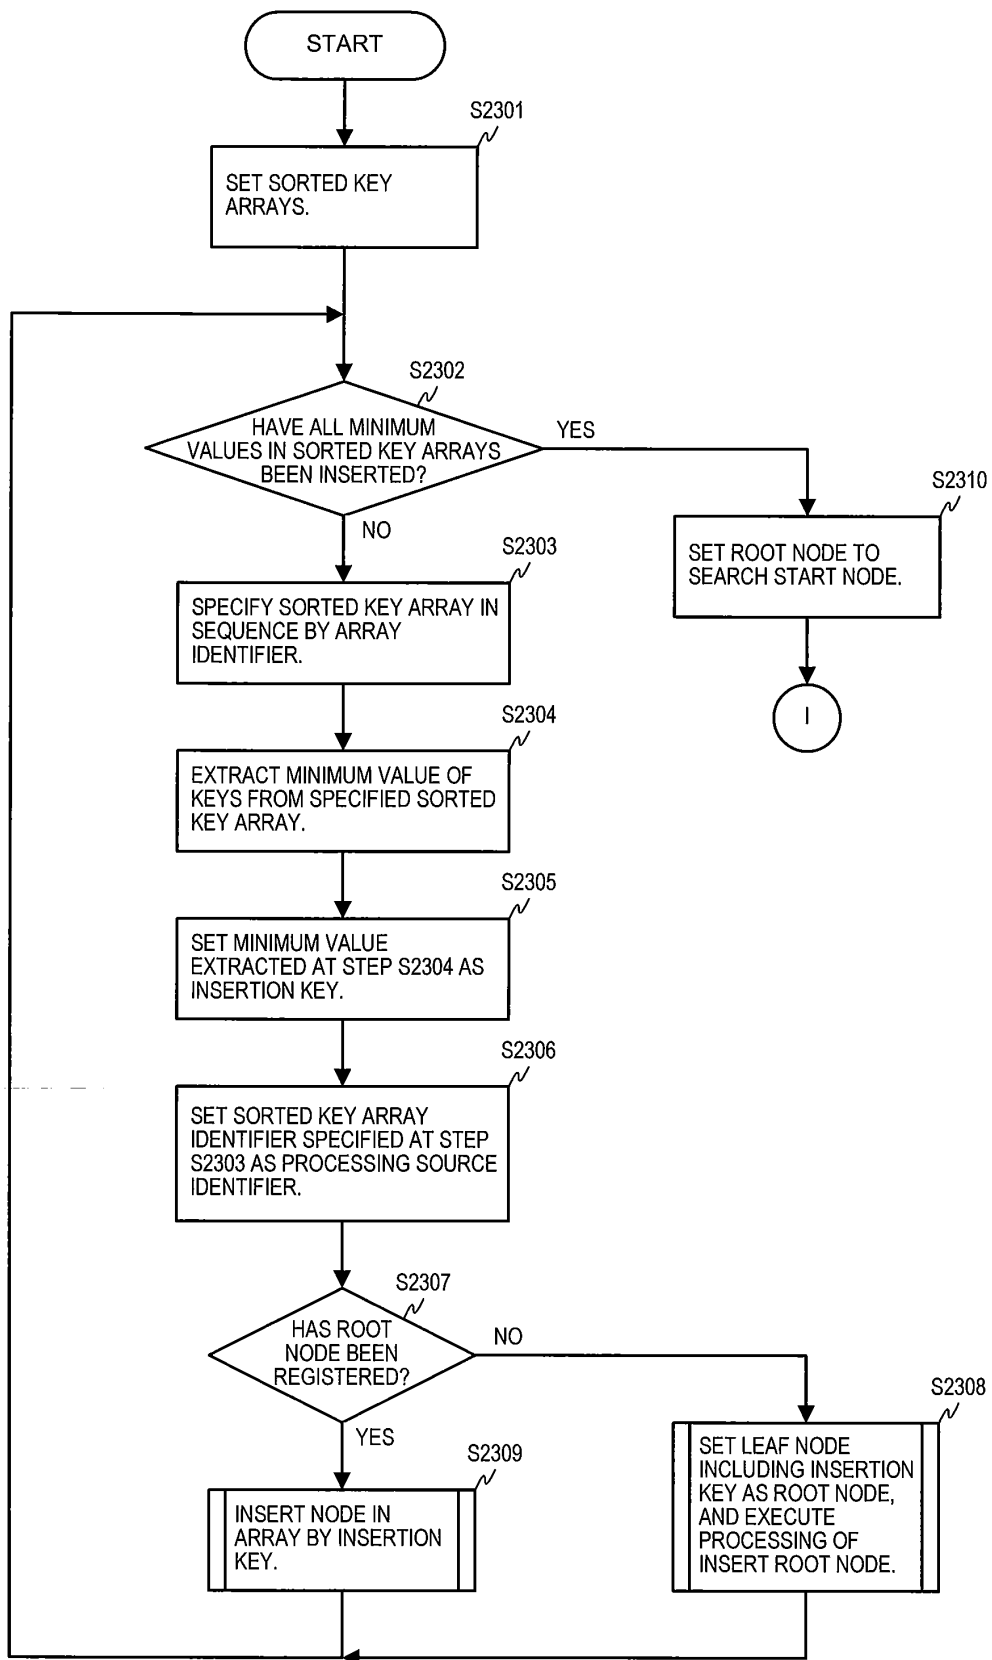 START
S2301
SET SORTED KEY
ARRAYS.
S2302
HAVE ALL MINIMUM
VALUES IN SORTED KEY ARRAYS
BEEN INSERTED?
YES
NO
S2310
SET ROOT NODE TO
SEARCH START NODE.
I
S2303
SPECIFY SORTED KEY ARRAY IN
SEQUENCE BY ARRAY
IDENTIFIER.
S2304
EXTRACT MINIMUM VALUE OF
KEYS FROM SPECIFIED SORTED
KEY ARRAY.
S2305
SET MINIMUM VALUE
EXTRACTED AT STEP S2304 AS
INSERTION KEY.
S2306
SET SORTED KEY ARRAY
IDENTIFIER SPECIFIED AT STEP
S2303 AS PROCESSING SOURCE
IDENTIFIER.
S2307
HAS ROOT
NODE BEEN
REGISTERED?
NO
YES
S2308
SET LEAF NODE
INCLUDING INSERTION
KEY AS ROOT NODE,
AND EXECUTE
PROCESSING OF
INSERT ROOT NODE.
S2309
INSERT NODE IN
ARRAY BY INSERTION
KEY.